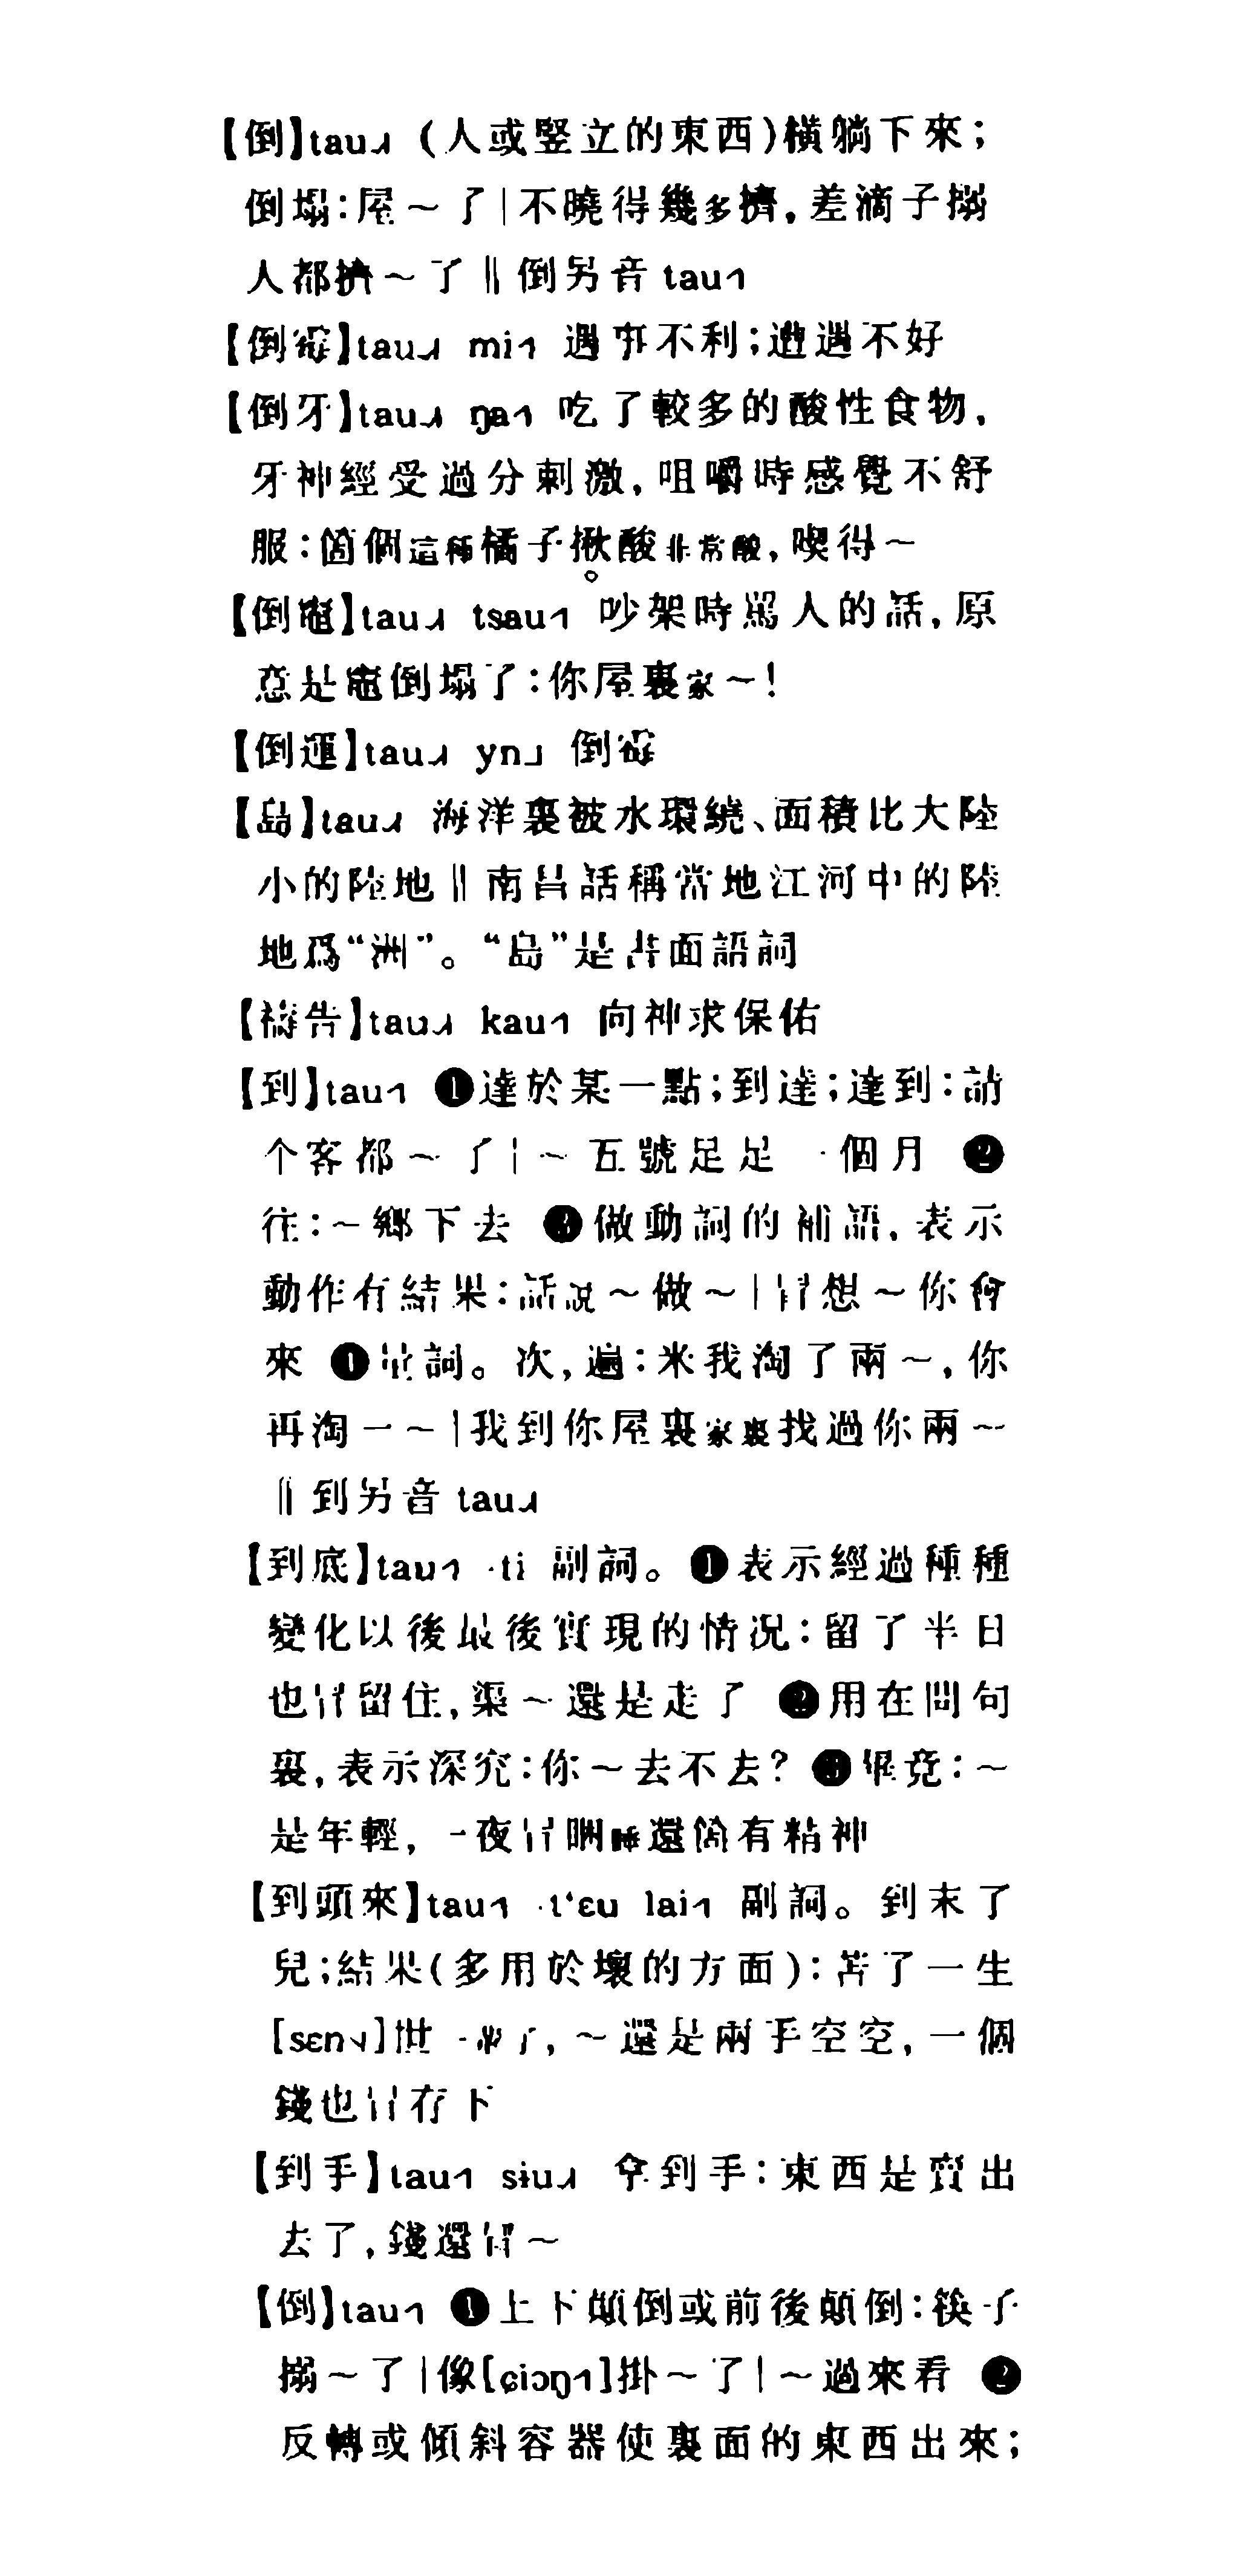 【倒】tau˩˧ (人或竪立的東西)横躺下來;
倒塌:屋～了|不曉得幾多擠,差滴子搦
人都擠～了‖倒另音 tau˧˥
【倒霉】tau˩˧ mi˧˥ 遇事不利;遭遇不好
【倒牙】tau˩˧ ŋa˧˥ 吃了較多的酸性食物,
牙神經受過分刺激,咀嚼時感覺不舒
服:箇個這種橘子揪酸非常酸,喫得～
【倒竈】tau˩˧ tsau˧˥ 吵架時駡人的話,原
意是竈倒塌了:你屋裏家～!
【倒運】tau˩˧ yn˩ 倒霉
【島】tau˩˧ 海洋裏被水環繞、面積比大陸
小的陸地‖南昌話稱當地江河中的陸
地爲“洲”。“島”是書面語詞
【禱告】tau˩˧ kau˧˥ 向神求保佑
【到】tau˧˥ ❶達於某一點;到達;達到:請
个客都～了|～五號足足一個月 ❷
往:～鄉下去 ❸做動詞的補語,表示
動作有結果:話説～做～|冒想～你會
來 ❹量詞。次,遍:米我淘了兩～,你
再淘一～|我到你屋裏家裏找過你兩～
‖到另音 tau˩˧
【到底】tau˧˥ ·ti 副詞。❶表示經過種種
變化以後最後實現的情況:留了半日
也冒留住,渠～還是走了 ❷用在問句
裏,表示深究:你～去不去? ❸畢竟:～
是年輕,一夜冒睏睡還箇有精神
【到頭來】tau˧˥ ·tʻɛu lai˧˥ 副詞。到末了
兒;結果(多用於壞的方面):苦了一生
[sɛn˦˨]世一輩子,～還是兩手空空,一個
錢也冒存下
【到手】tau˧˥ siu˩˧ 拿到手:東西是賣出
去了,錢還冒～
【倒】tau˧˥ ❶上下顛倒或前後顛倒:筷子
搦～了|像[ɕiɔŋ˧˥]掛～了|～過來看 ❷
反轉或傾斜容器使裏面的東西出來;